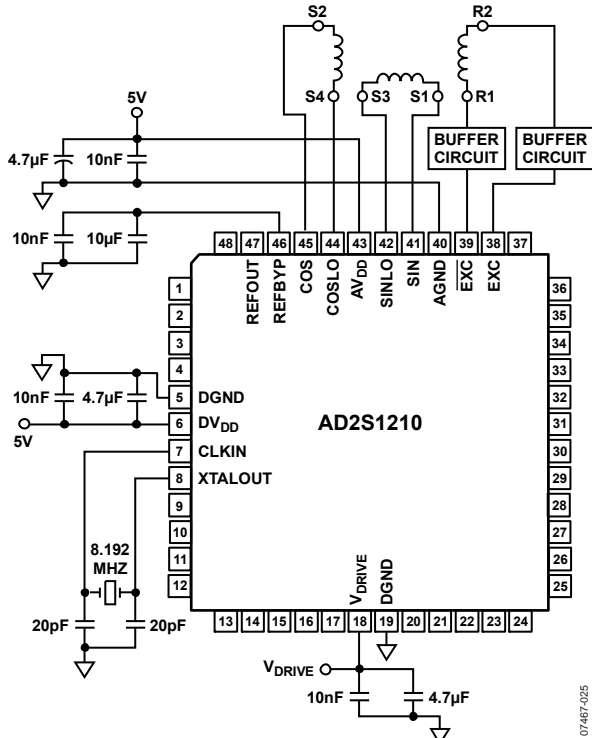 S2
R2
S4
S3
S1
R1
5V
BUFFER
CIRCUIT
BUFFER
CIRCUIT
4.7µF
10nF
10nF
10µF
48
47
46
45
44
43
42
41
40
39
38
37
REFOUT
REFBYP
COS
COSLO
AVDD
SINLO
SIN
AGND
EXC
EXC
1
2
3
4
5
6
7
8
9
10
11
12
DGND
DVDD
CLKIN
XTALOUT
AD2S1210
36
35
34
33
32
31
30
29
28
27
26
25
10nF
4.7µF
5V
8.192
MHZ
20pF
20pF
VDRIVE
DGND
13
14
15
16
17
18
19
20
21
22
23
24
VDRIVE
10nF
4.7µF
07467-025